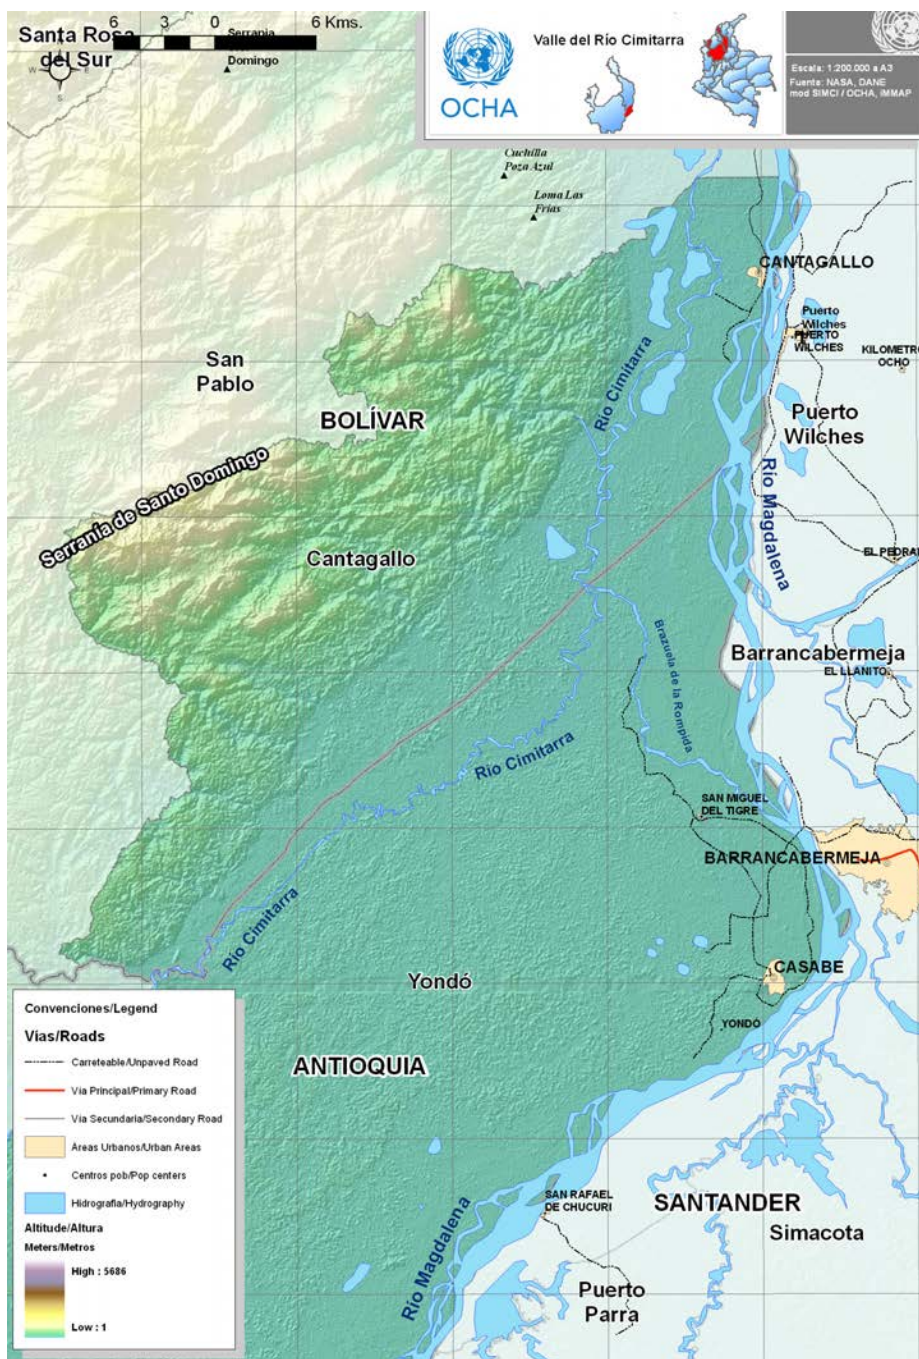 6 3 0 6 Kms.
Santa Rosa
del Sur
Serrania
Domingo
N
W E
S
OCHA
Valle del Río Cimitarra
Escala: 1:200.000 a A3
Fuente: NASA, DANE
mod SIMCI / OCHA, iMMAP
Cuchilla
Poza Azul
Loma Las
Frias
CANTAGALLO
Puerto
Wilches
PUERTO
WILCHES
KILOMETRO
OCHO
San
Pablo
Río Cimitarra
BOLÍVAR
Puerto
Wilches
Serranía de Santo Domingo
Río Magdalena
Cantagallo
EL PEDRAL
Brazuela de la Rompida
Barrancabermeja
EL LLANITO
Río Cimitarra
SAN MIGUEL
DEL TIGRE
BARRANCABERMEJA
Río Cimitarra
Yondó
CASABE
YONDÓ
ANTIOQUIA
Convenciones/Legend
Vías/Roads
Carreteable/Unpaved Road
Vía Principal/Primary Road
Vía Secundaria/Secondary Road
Áreas Urbanos/Urban Areas
Centros pob/Pop centers
Hidrografía/Hydrography
Altitude/Altura
Meters/Metros
High : 5686
Low : 1
SAN RAFAEL
DE CHUCURI
SANTANDER
Simacota
Río Magdalena
Puerto
Parra